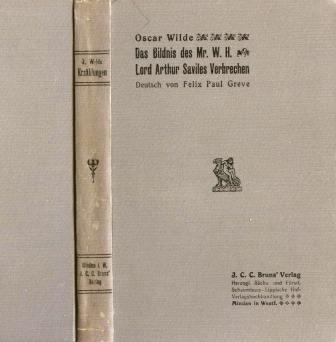 J. Wilde
Erzählungen
Minden i. W.
J. C. C. Bruns'
Verlag
Oscar Wilde
Das Bildnis des Mr. W. H.
Lord Arthur Saviles Verbrechen
Deutsch von Felix Paul Greve
J. C. C. Bruns' Verlag
Herzogl. Sächs. und Fürstl.
Schaumburg-Lippische Hof-
Verlagsbuchhandlung
Minden in Westf.